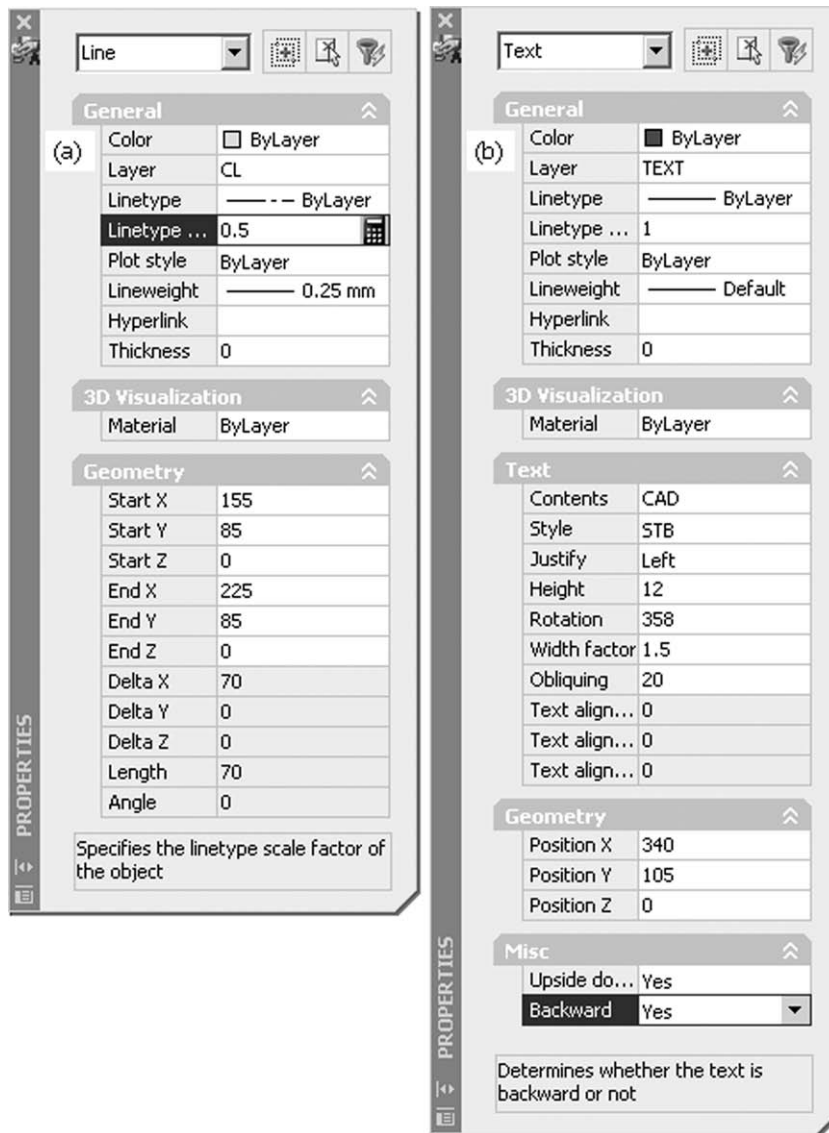 Line
General
(a)
Color ByLayer
Layer CL
Linetype ByLayer
Linetype ... 0.5
Plot style ByLayer
Lineweight 0.25 mm
Hyperlink
Thickness 0
3D Visualization
Material ByLayer
Geometry
Start X 155
Start Y 85
Start Z 0
End X 225
End Y 85
End Z 0
Delta X 70
Delta Y 0
Delta Z 0
Length 70
Angle 0
Specifies the linetype scale factor of
the object
PROPERTIES
Text
General
(b)
Color ByLayer
Layer TEXT
Linetype ByLayer
Linetype ... 1
Plot style ByLayer
Lineweight Default
Hyperlink
Thickness 0
3D Visualization
Material ByLayer
Text
Contents CAD
Style STB
Justify Left
Height 12
Rotation 358
Width factor 1.5
Obliquing 20
Text align... 0
Text align... 0
Text align... 0
Geometry
Position X 340
Position Y 105
Position Z 0
Misc
Upside do... Yes
Backward Yes
Determines whether the text is
backward or not
PROPERTIES